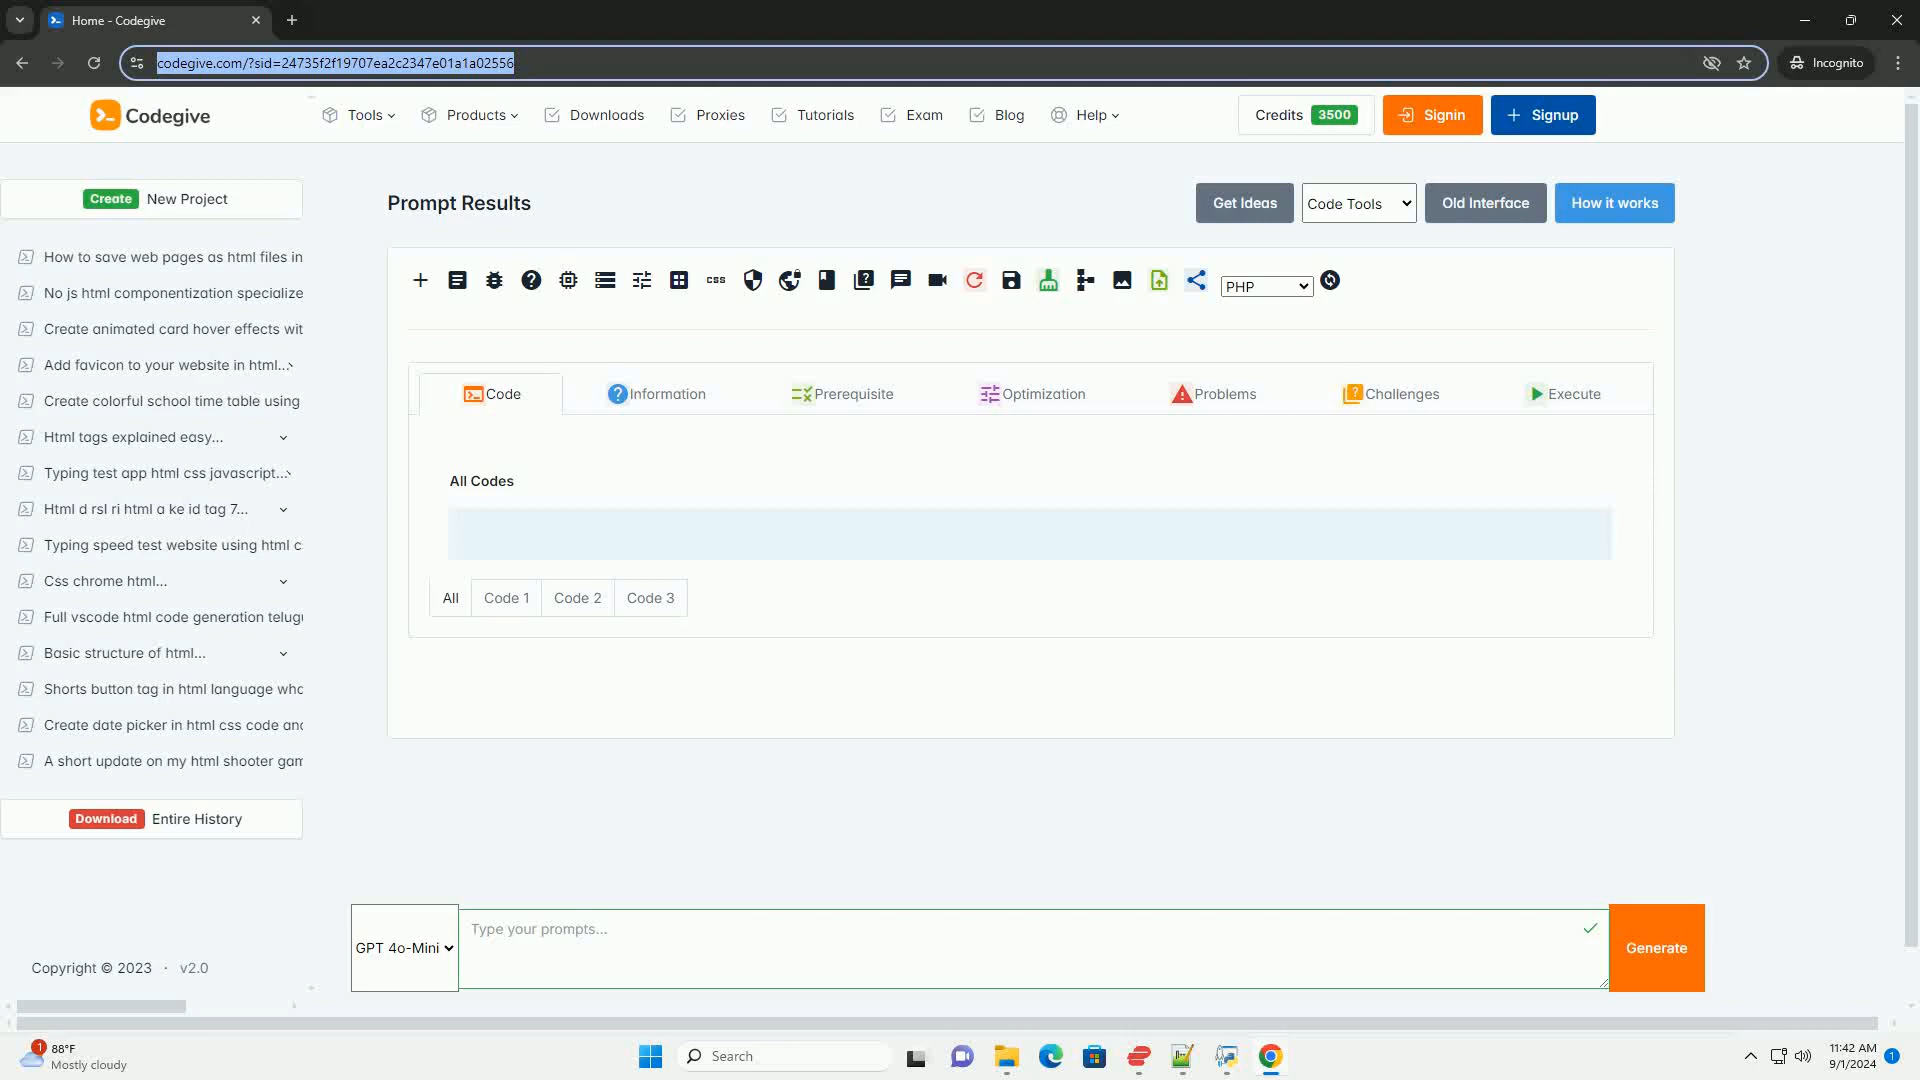 Home - Codegive
codegive.com/?sid=24735f2f19707ea2c2347e01a1a02556
Incognito
Codegive
Tools
Products
Downloads
Proxies
Tutorials
Exam
Blog
Help
Credits 3500
Signin
Signup
Create New Project
How to save web pages as html files in
No js html componentization specialize
Create animated card hover effects wit
Add favicon to your website in html...
Create colorful school time table using
Html tags explained easy...
Typing test app html css javascript...
Html d rsl ri html a ke id tag 7...
Typing speed test website using html c
Css chrome html...
Full vscode html code generation telugu
Basic structure of html...
Shorts button tag in html language wha
Create date picker in html css code and
A short update on my html shooter gam
Download Entire History
Copyright © 2023 · v2.0
Prompt Results
Get Ideas
Code Tools
Old Interface
How it works
css
PHP
Code
Information
Prerequisite
Optimization
Problems
Challenges
Execute
All Codes
All
Code 1
Code 2
Code 3
GPT 4o-Mini
Type your prompts...
Generate
1
88°F
Mostly cloudy
Search
11:42 AM
9/1/2024
1